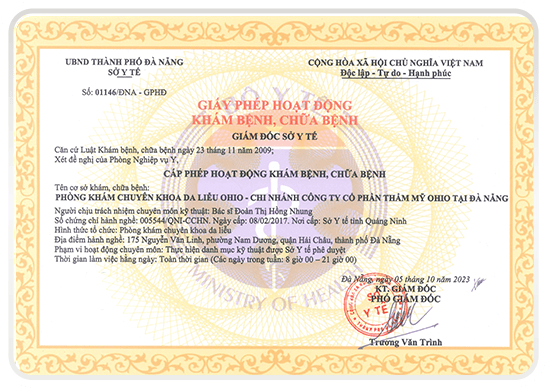 UBND THÀNH PHỐ ĐÀ NẴNG
SỞ Y TẾ
CỘNG HÒA XÃ HỘI CHỦ NGHĨA VIỆT NAM
Độc lập - Tự do - Hạnh phúc
Số: 01146/ĐNA - GPHĐ
GIẤY PHÉP HOẠT ĐỘNG
KHÁM BỆNH, CHỮA BỆNH
GIÁM ĐỐC SỞ Y TẾ
Căn cứ Luật Khám bệnh, chữa bệnh ngày 23 tháng 11 năm 2009;
Xét đề nghị của Phòng Nghiệp vụ Y,
CẤP PHÉP HOẠT ĐỘNG KHÁM BỆNH, CHỮA BỆNH
Tên cơ sở khám, chữa bệnh:
PHÒNG KHÁM CHUYÊN KHOA DA LIỄU OHIO - CHI NHÁNH CÔNG TY CỔ PHẦN THẨM MỸ OHIO TẠI ĐÀ NẴNG
Người chịu trách nhiệm chuyên môn kỹ thuật: Bác sĩ Đoàn Thị Hồng Nhung
Số chứng chỉ hành nghề: 005544/QNI-CCHN. Ngày cấp: 08/02/2017. Nơi cấp: Sở Y tế tỉnh Quảng Ninh
Hình thức tổ chức: Phòng khám chuyên khoa da liễu
Địa điểm hành nghề: 175 Nguyễn Văn Linh, phường Nam Dương, quận Hải Châu, thành phố Đà Nẵng
Phạm vi hoạt động chuyên môn: Thực hiện danh mục kỹ thuật được Sở Y tế phê duyệt
Thời gian làm việc hằng ngày: Toàn thời gian (Các ngày trong tuần: 8 giờ 00 – 21 giờ 00)
Đà Nẵng, ngày 05 tháng 10 năm 2023
KT. GIÁM ĐỐC
PHÓ GIÁM ĐỐC
SỞ
Y TẾ
Trương Văn Trình
SỞ Y TẾ
MINISTRY OF HEALTH